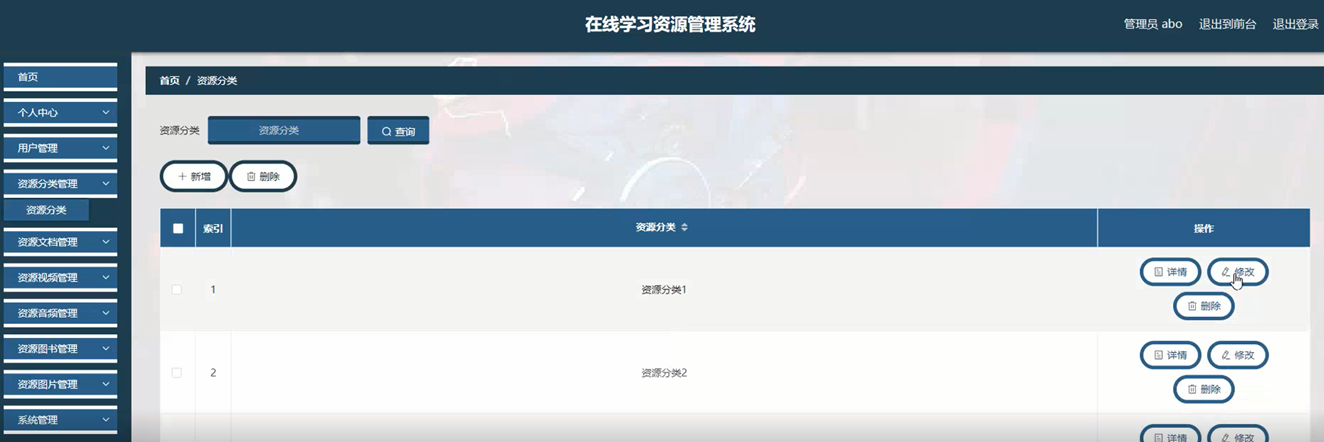 在线学习资源管理系统
管理员 abo 退出到前台 退出登录
首页
个人中心
用户管理
资源分类管理
资源分类
资源文档管理
资源视频管理
资源音频管理
资源图书管理
资源图片管理
系统管理
首页 / 资源分类
资源分类 资源分类 查询
新增 删除
索引 资源分类 操作
1 资源分类1 详情 修改
删除
2 资源分类2 详情 修改
删除
详情 修改